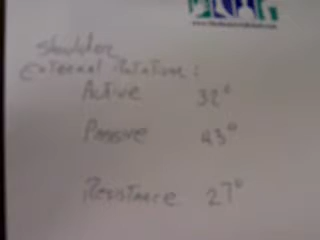 Shoulder
External rotation:
Active 32°
Passive 43°
Resistance 27°